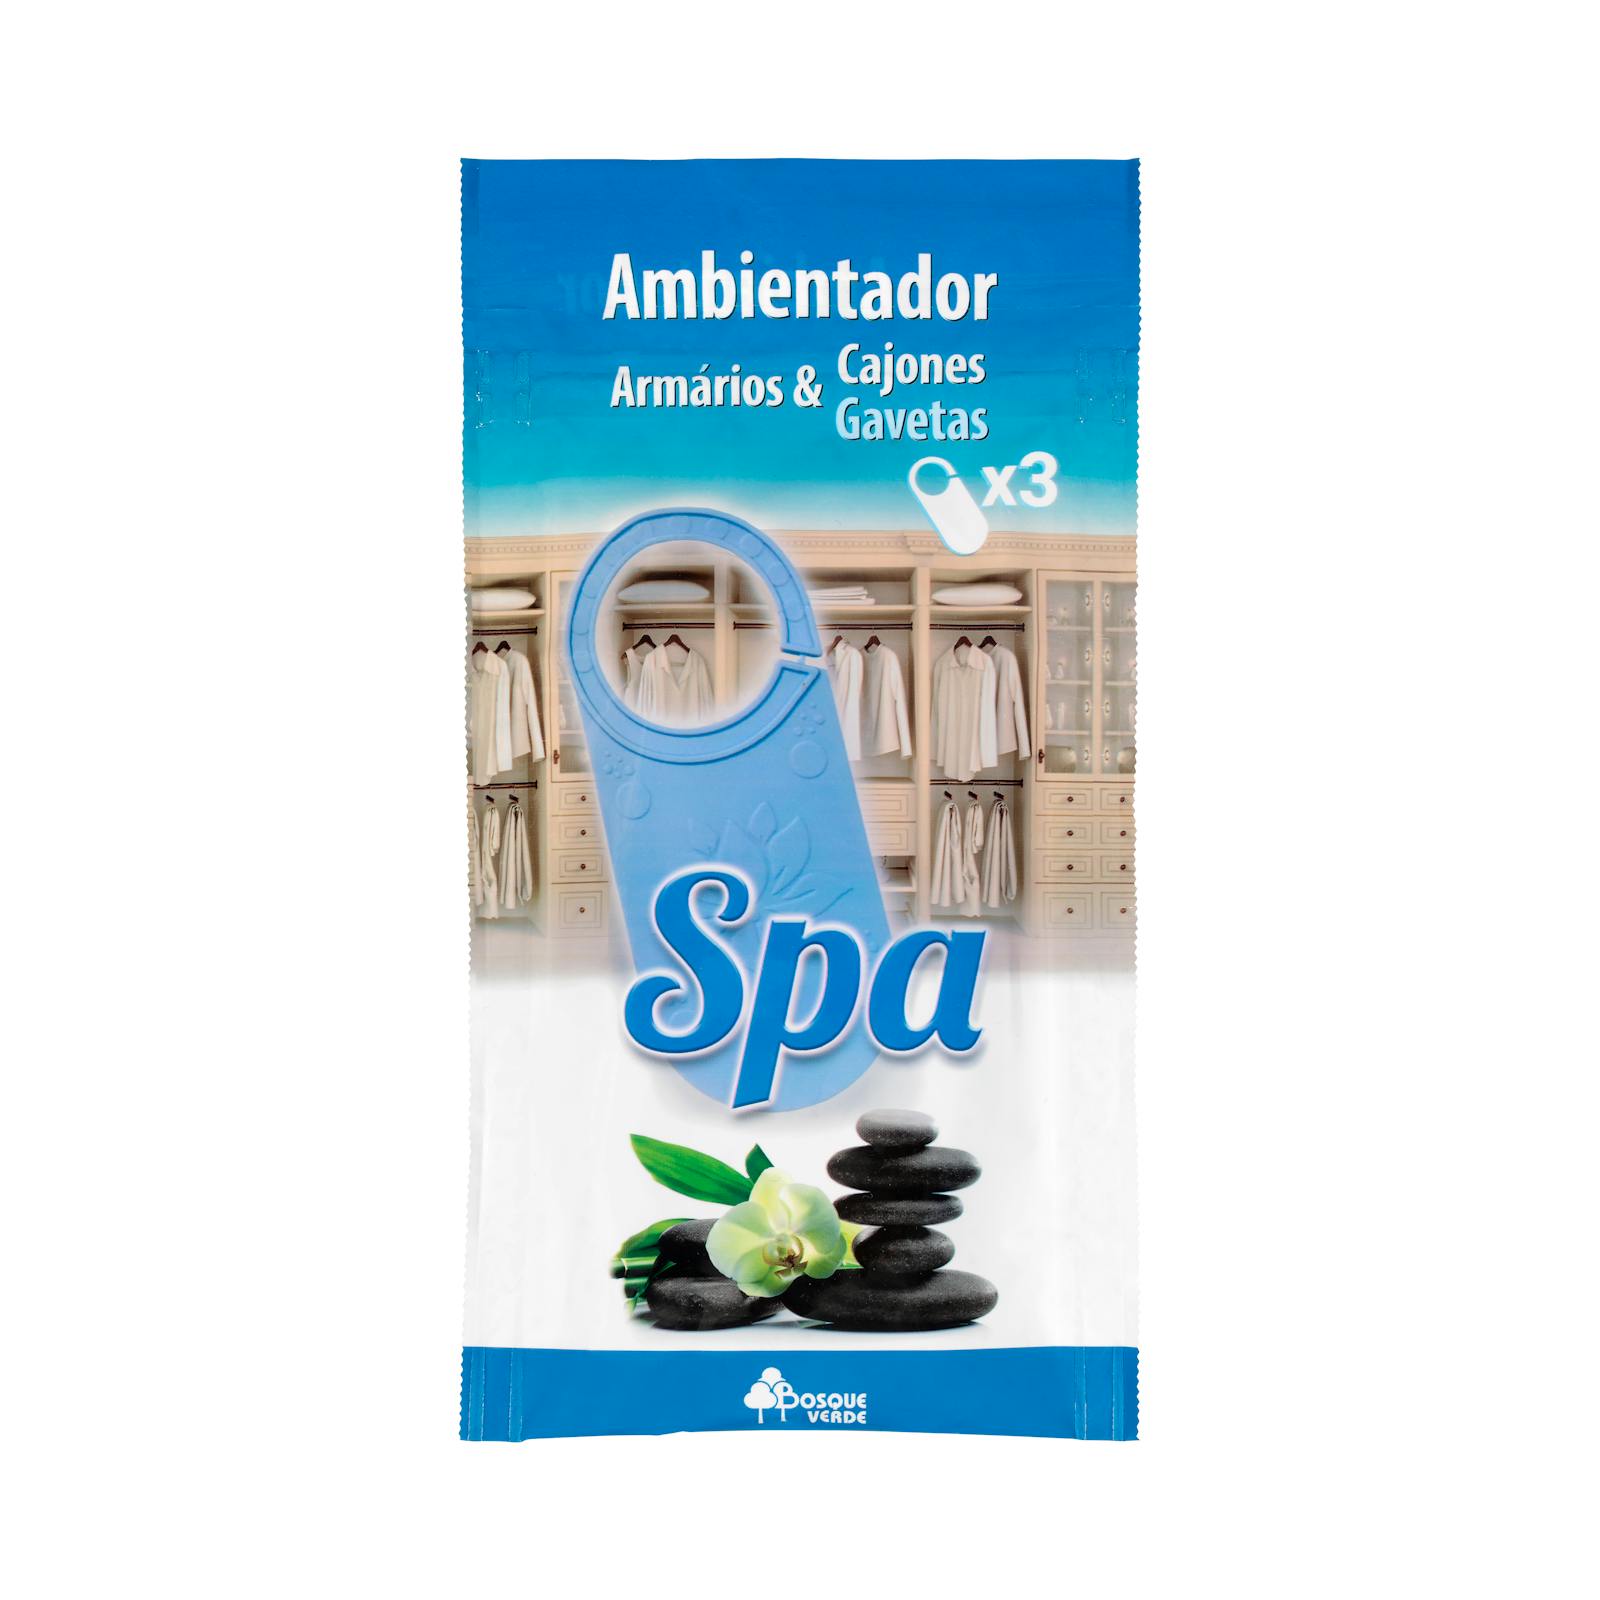 Ambientador
Armários & Cajones
Gavetas
x3
Spa
BOSQUE
VERDE